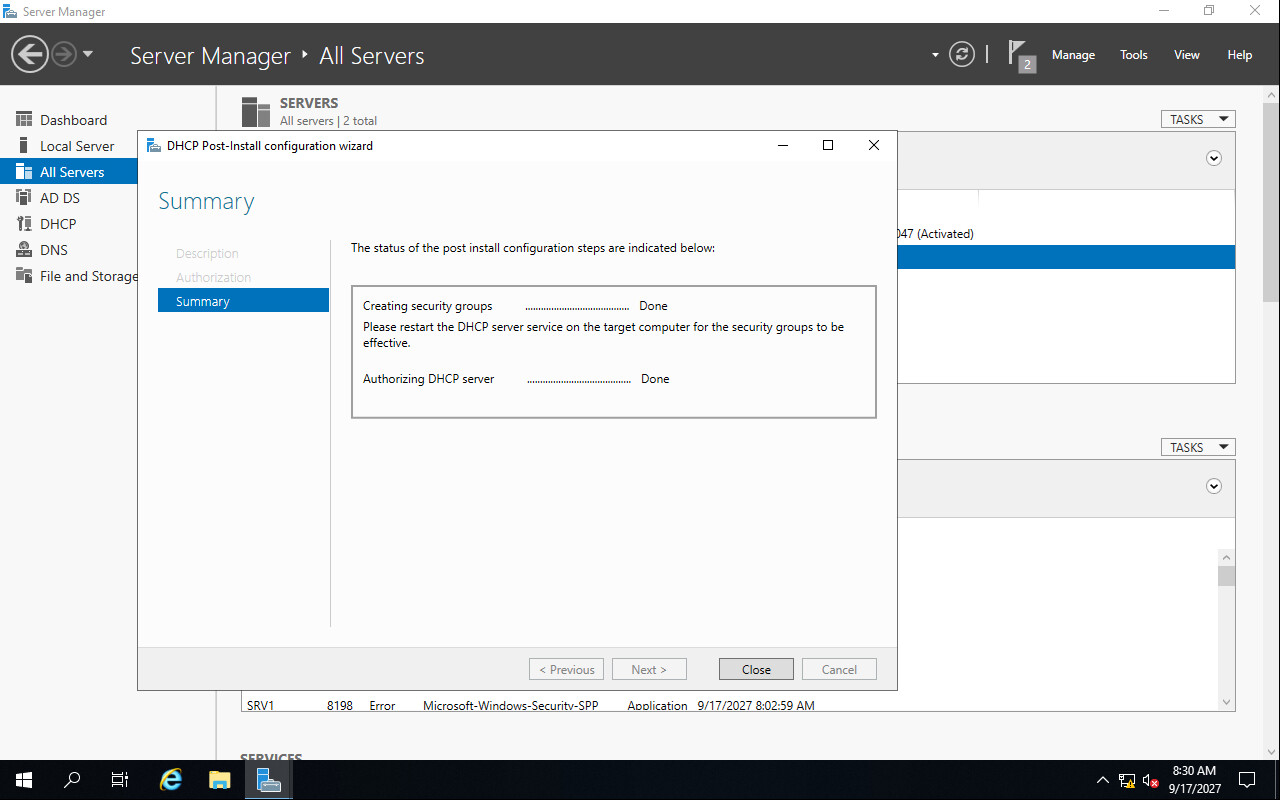 Server Manager
Server Manager ‣ All Servers
2
Manage
Tools
View
Help
Dashboard
Local Server
All Servers
AD DS
DHCP
DNS
File and Storage
SERVERS
All servers | 2 total
TASKS
047 (Activated)
DHCP Post-Install configuration wizard
Summary
Description
Authorization
Summary
The status of the post install configuration steps are indicated below:
Creating security groups ........................................ Done
Please restart the DHCP server service on the target computer for the security groups to be
effective.
Authorizing DHCP server ........................................ Done
< Previous
Next >
Close
Cancel
TASKS
SRV1 8198 Error Microsoft-Windows-Security-SPP Application 9/17/2027 8:02:59 AM
SERVICES
8:30 AM
9/17/2027